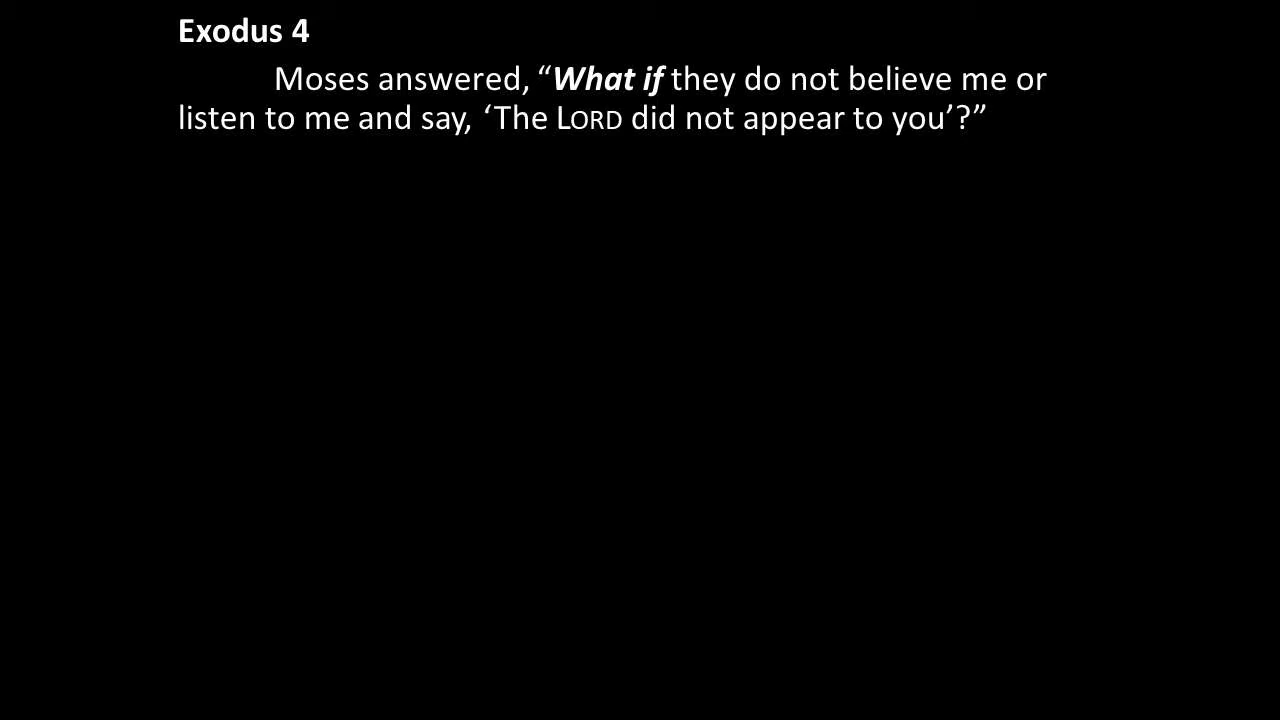 Exodus 4
Moses answered, “What if they do not believe me or
listen to me and say, ‘The LORD did not appear to you’?”